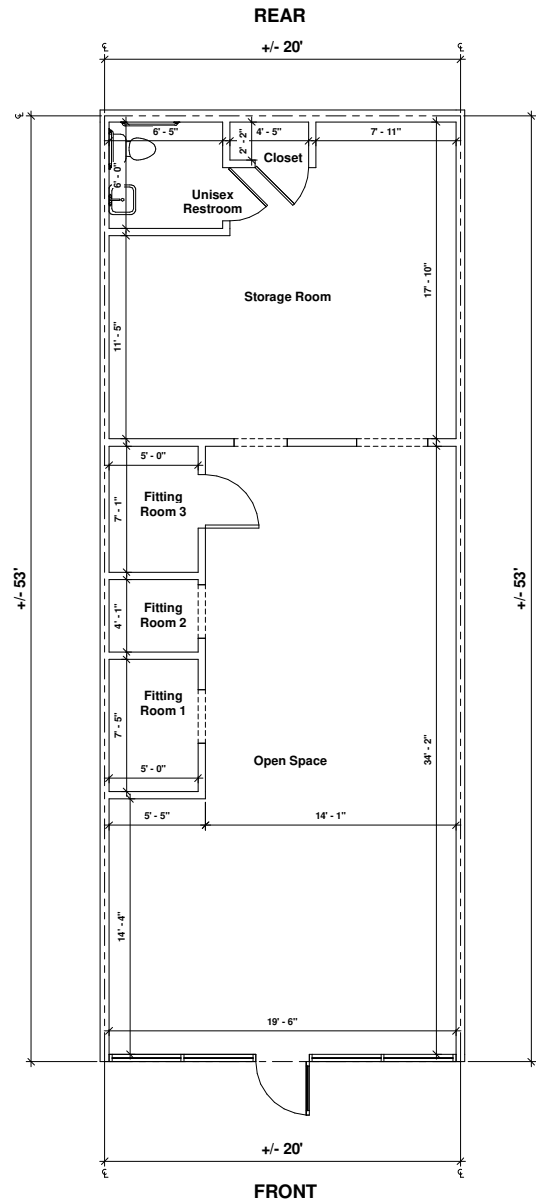 REAR
+/- 20'
℄
℄
℄
6' - 5"
4' - 5"
7' - 11"
2' - 2"
Closet
6' - 0"
Unisex
Restroom
Storage Room
17' - 10"
11' - 5"
5' - 0"
Fitting
Room 3
7' - 1"
+/- 53'
+/- 53'
Fitting
Room 2
4' - 1"
Fitting
Room 1
7' - 5"
34' - 2"
Open Space
5' - 0"
5' - 5"
14' - 1"
14' - 4"
19' - 6"
+/- 20'
℄
℄
FRONT